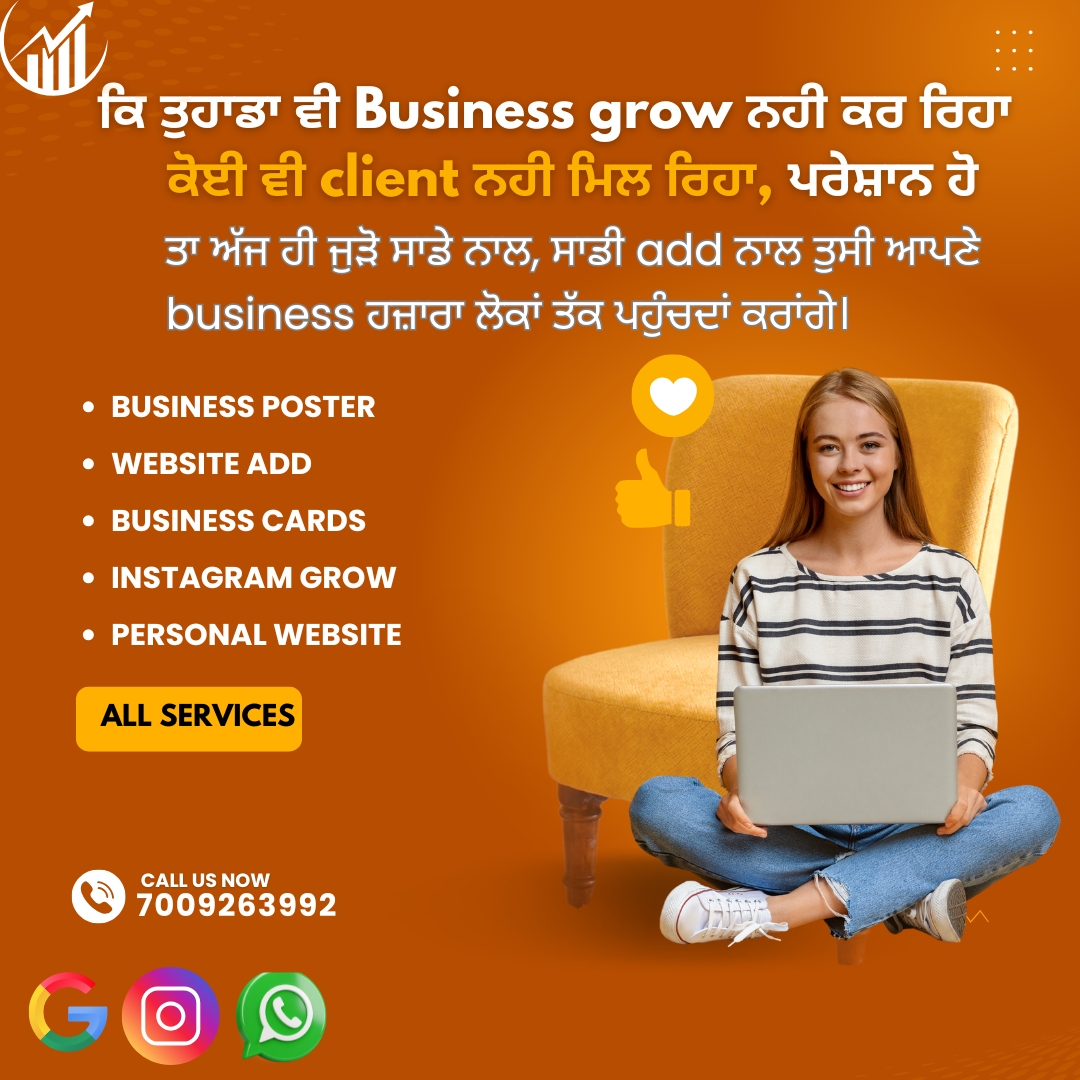 ਕਿ ਤੁਹਾਡਾ ਵੀ Business grow ਨਹੀ ਕਰ ਰਿਹਾ
ਕੋਈ ਵੀ client ਨਹੀ ਮਿਲ ਰਿਹਾ, ਪਰੇਸ਼ਾਨ ਹੋ
ਤਾ ਅੱਜ ਹੀ ਜੁੜੋ ਸਾਡੇ ਨਾਲ, ਸਾਡੀ add ਨਾਲ ਤੁਸੀ ਆਪਣੇ
business ਹਜ਼ਾਰਾ ਲੋਕਾਂ ਤੱਕ ਪਹੁੰਚਦਾਂ ਕਰਾਂਗੇ।
• BUSINESS POSTER
• WEBSITE ADD
• BUSINESS CARDS
• INSTAGRAM GROW
• PERSONAL WEBSITE
ALL SERVICES
CALL US NOW
7009263992